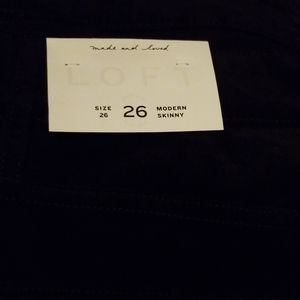 made and loved
LOFT
SIZE 26 MODERN
26 SKINNY